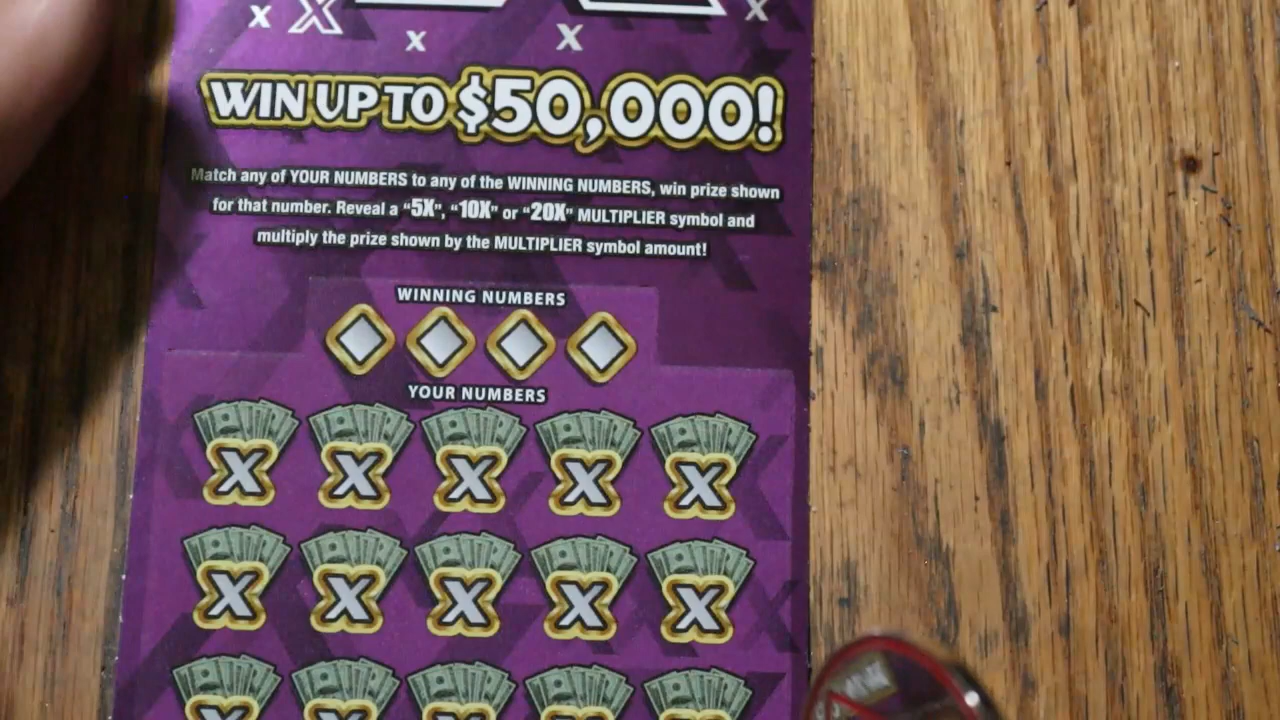 X X X X X
WIN UP TO $50,000!
Match any of YOUR NUMBERS to any of the WINNING NUMBERS, win prize shown
for that number. Reveal a "5X", "10X" or "20X" MULTIPLIER symbol and
multiply the prize shown by the MULTIPLIER symbol amount!
WINNING NUMBERS
YOUR NUMBERS
X X X X X
X X X X X
X X X X X